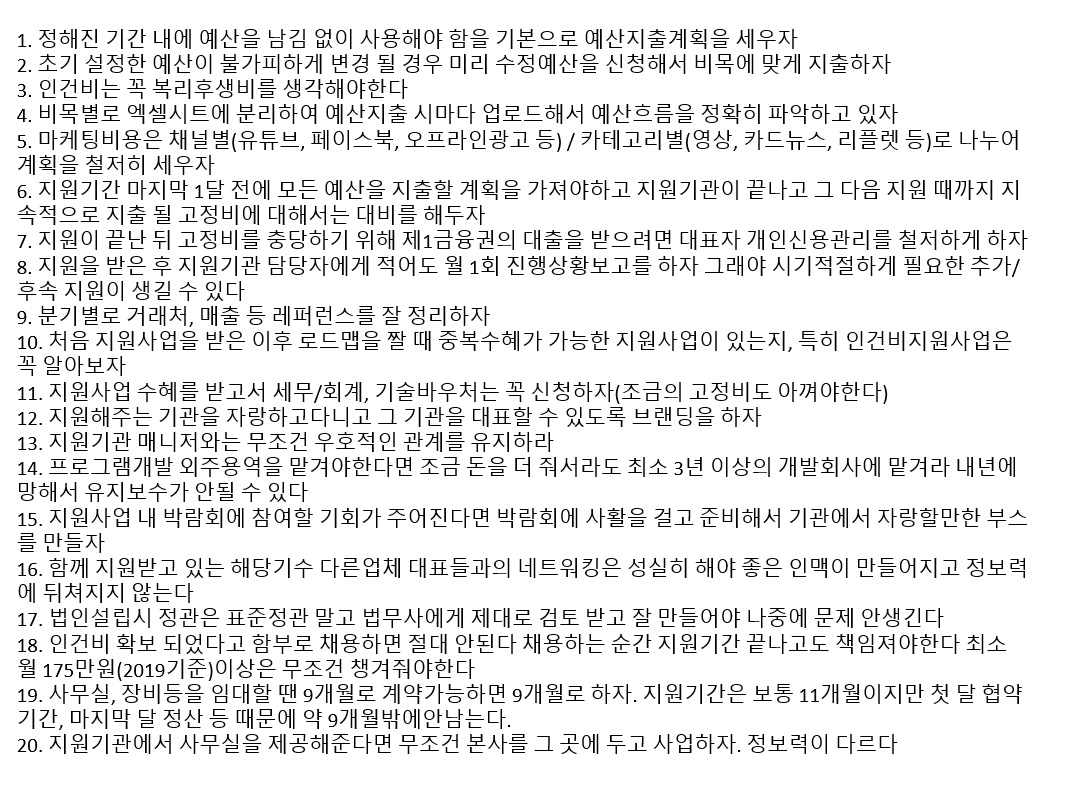 1. 정해진 기간 내에 예산을 남김 없이 사용해야 함을 기본으로 예산지출계획을 세우자
2. 초기 설정한 예산이 불가피하게 변경 될 경우 미리 수정예산을 신청해서 비목에 맞게 지출하자
3. 인건비는 꼭 복리후생비를 생각해야한다
4. 비목별로 엑셀시트에 분리하여 예산지출 시마다 업로드해서 예산흐름을 정확히 파악하고 있자
5. 마케팅비용은 채널별(유튜브, 페이스북, 오프라인광고 등) / 카테고리별(영상, 카드뉴스, 리플렛 등)로 나누어
계획을 철저히 세우자
6. 지원기간 마지막 1달 전에 모든 예산을 지출할 계획을 가져야하고 지원기관이 끝나고 그 다음 지원 때까지 지
속적으로 지출 될 고정비에 대해서는 대비를 해두자
7. 지원이 끝난 뒤 고정비를 충당하기 위해 제1금융권의 대출을 받으려면 대표자 개인신용관리를 철저하게 하자
8. 지원을 받은 후 지원기관 담당자에게 적어도 월 1회 진행상황보고를 하자 그래야 시기적절하게 필요한 추가/
후속 지원이 생길 수 있다
9. 분기별로 거래처, 매출 등 레퍼런스를 잘 정리하자
10. 처음 지원사업을 받은 이후 로드맵을 짤 때 중복수혜가 가능한 지원사업이 있는지, 특히 인건비지원사업은
꼭 알아보자
11. 지원사업 수혜를 받고서 세무/회계, 기술바우처는 꼭 신청하자(조금의 고정비도 아껴야한다)
12. 지원해주는 기관을 자랑하고다니고 그 기관을 대표할 수 있도록 브랜딩을 하자
13. 지원기관 매니저와는 무조건 우호적인 관계를 유지하라
14. 프로그램개발 외주용역을 맡겨야한다면 조금 돈을 더 줘서라도 최소 3년 이상의 개발회사에 맡겨라 내년에
망해서 유지보수가 안될 수 있다
15. 지원사업 내 박람회에 참여할 기회가 주어진다면 박람회에 사활을 걸고 준비해서 기관에서 자랑할만한 부스
를 만들자
16. 함께 지원받고 있는 해당기수 다른업체 대표들과의 네트워킹은 성실히 해야 좋은 인맥이 만들어지고 정보력
에 뒤쳐지지 않는다
17. 법인설립시 정관은 표준정관 말고 법무사에게 제대로 검토 받고 잘 만들어야 나중에 문제 안생긴다
18. 인건비 확보 되었다고 함부로 채용하면 절대 안된다 채용하는 순간 지원기간 끝나고도 책임져야한다 최소
월 175만원(2019기준)이상은 무조건 챙겨줘야한다
19. 사무실, 장비등을 임대할 땐 9개월로 계약가능하면 9개월로 하자. 지원기간은 보통 11개월이지만 첫 달 협약
기간, 마지막 달 정산 등 때문에 약 9개월밖에안남는다.
20. 지원기관에서 사무실을 제공해준다면 무조건 본사를 그 곳에 두고 사업하자. 정보력이 다르다